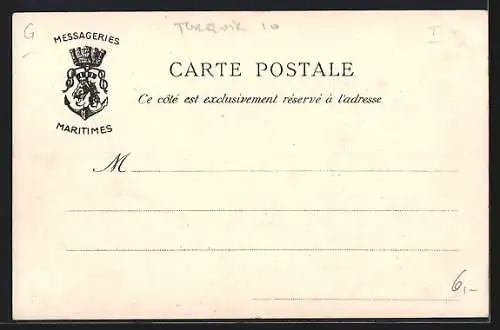 G
I
MESSAGERIES
MARITIMES
CARTE POSTALE
Ce côté est exclusivement réservé à l'adresse
M
6,-